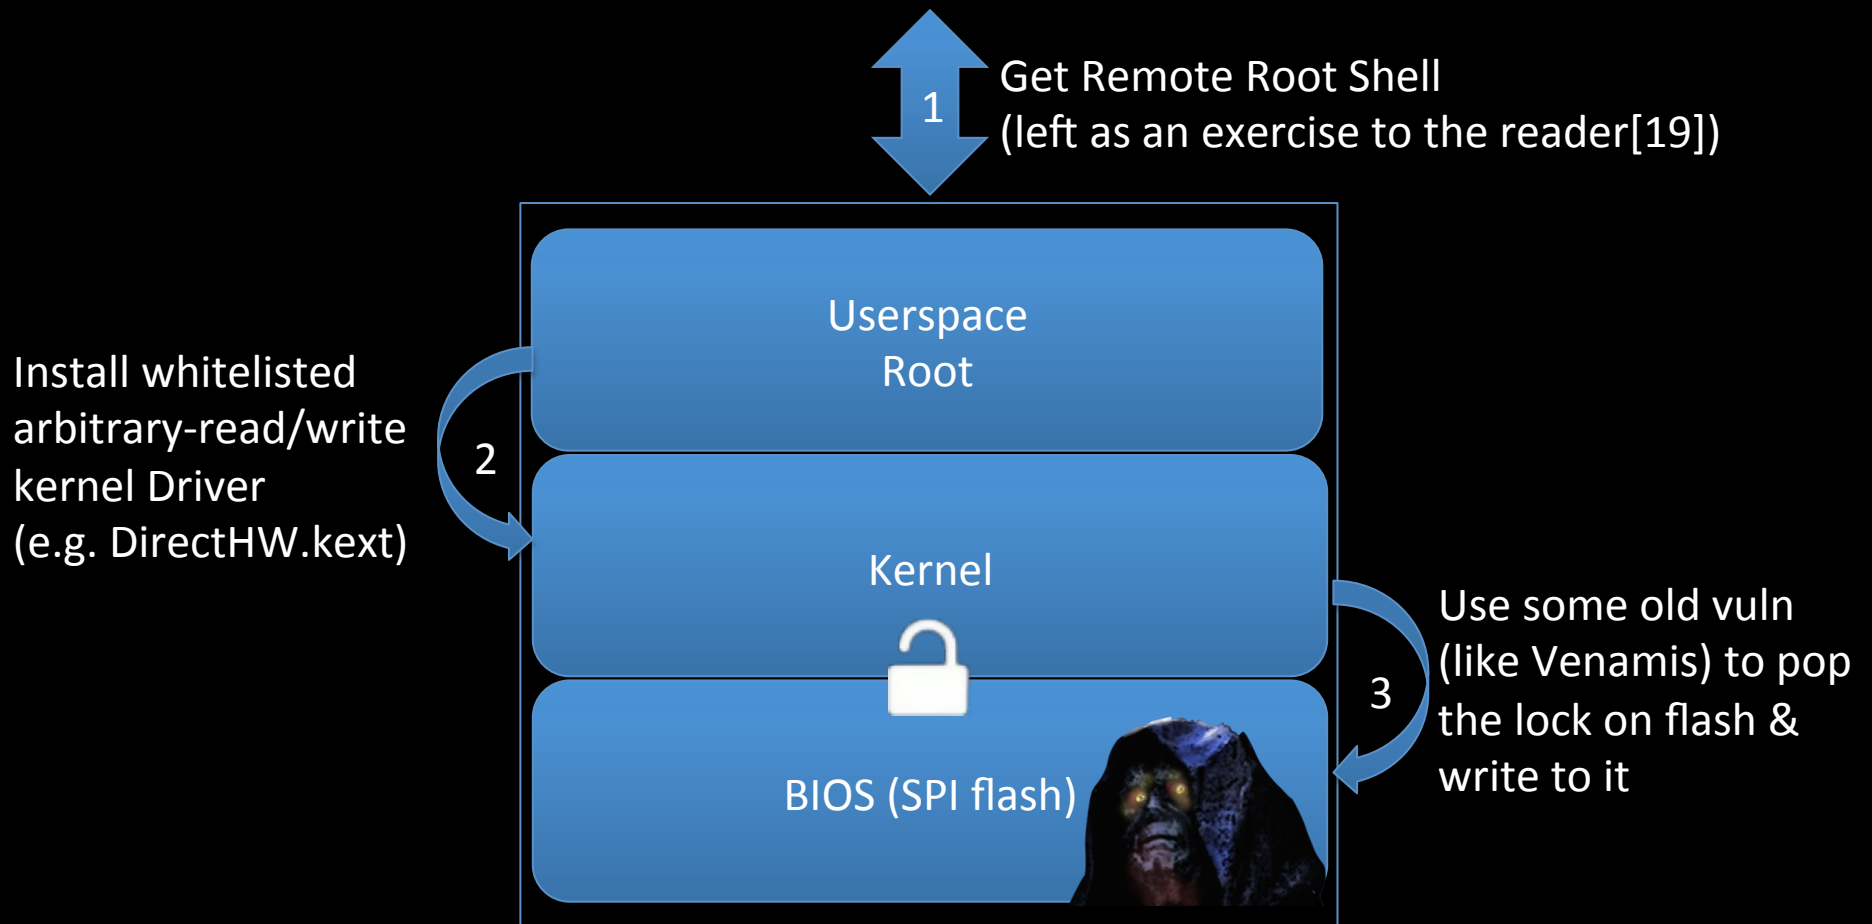 1
Get Remote Root Shell
(left as an exercise to the reader[19])
Userspace
Root
Install whitelisted
arbitrary-read/write
kernel Driver
(e.g. DirectHW.kext)
2
Kernel
Use some old vuln
(like Venamis) to pop
the lock on flash &
write to it
3
BIOS (SPI flash)